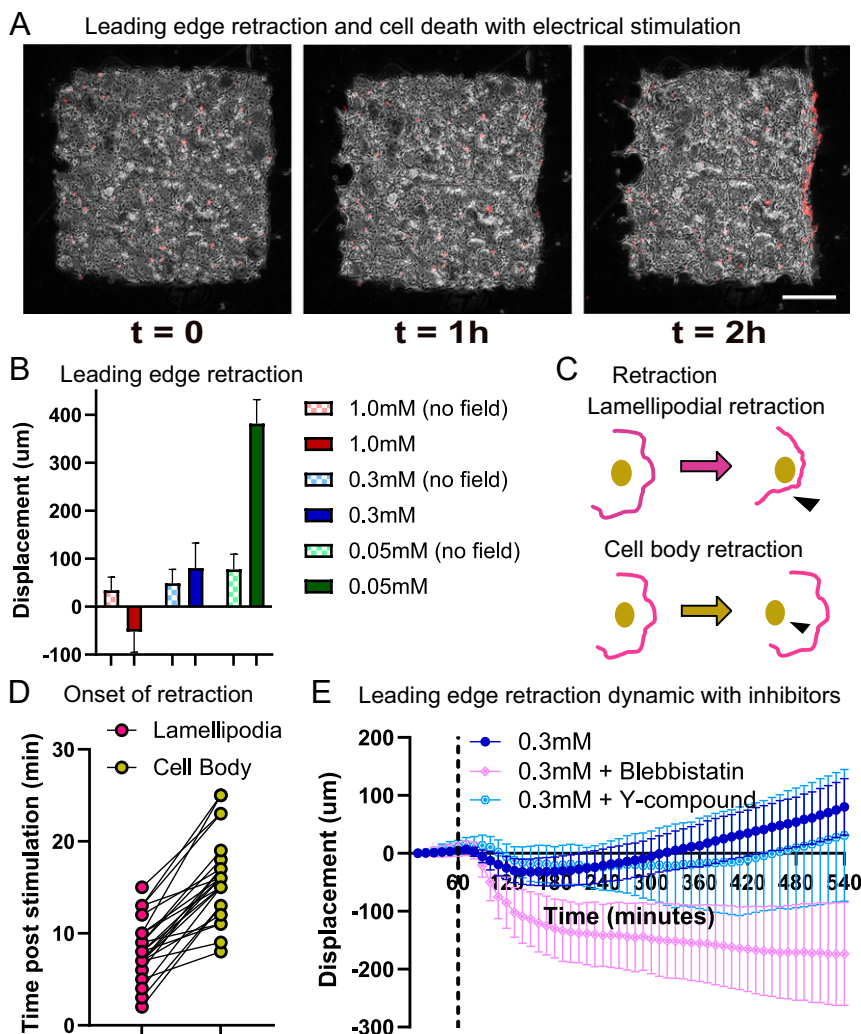 A Leading edge retraction and cell death with electrical stimulation
t = 0
t = 1h
t = 2h
B Leading edge retraction
Displacement (um)
400
300
200
100
0
-100
1.0mM (no field)
1.0mM
0.3mM (no field)
0.3mM
0.05mM (no field)
0.05mM
C Retraction
Lamellipodial retraction
Cell body retraction
D Onset of retraction
Lamellipodia
Cell Body
Time post stimulation (min)
30
20
10
0
E Leading edge retraction dynamic with inhibitors
0.3mM
0.3mM + Blebbistatin
0.3mM + Y-compound
Displacement (um)
200
100
0
-100
-200
-300
60 120 180 240 300 360 420 480 540
Time (minutes)